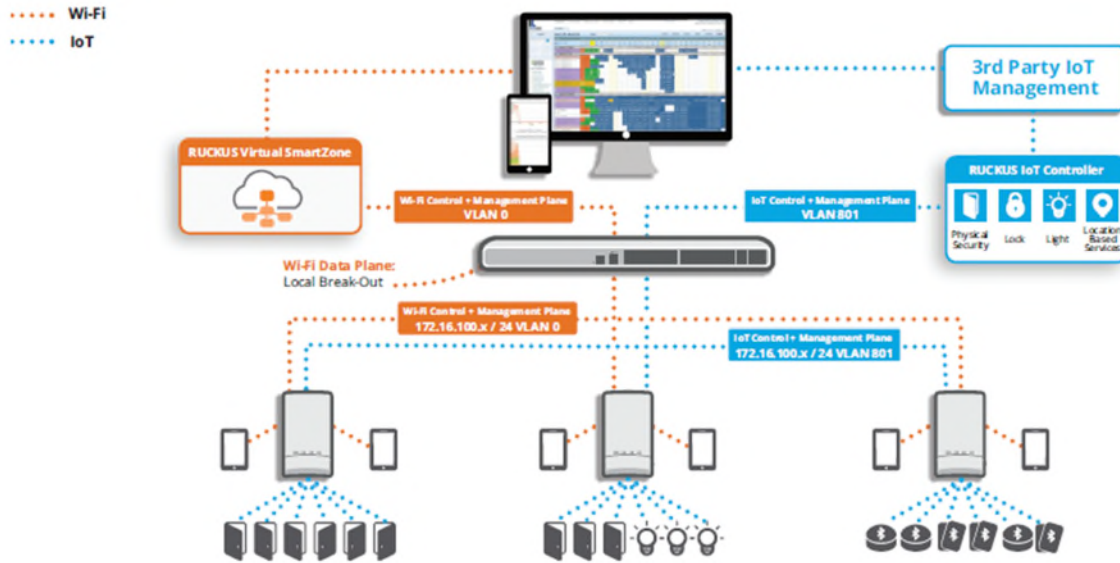 Wi-Fi
IoT
3rd Party IoT
Management
RUCKUS Virtual SmartZone
RUCKUS IoT Controller
Wi-Fi Control + Management Plane
VLAN 0
IoT Control + Management Plane
VLAN 801
Physical
Security
Lock
Light
Location
Based
Services
Wi-Fi Data Plane:
Local Break-Out
Wi-Fi Control + Management Plane
172.16.100.x / 24 VLAN 0
IoT Control + Management Plane
172.16.100.x / 24 VLAN 801